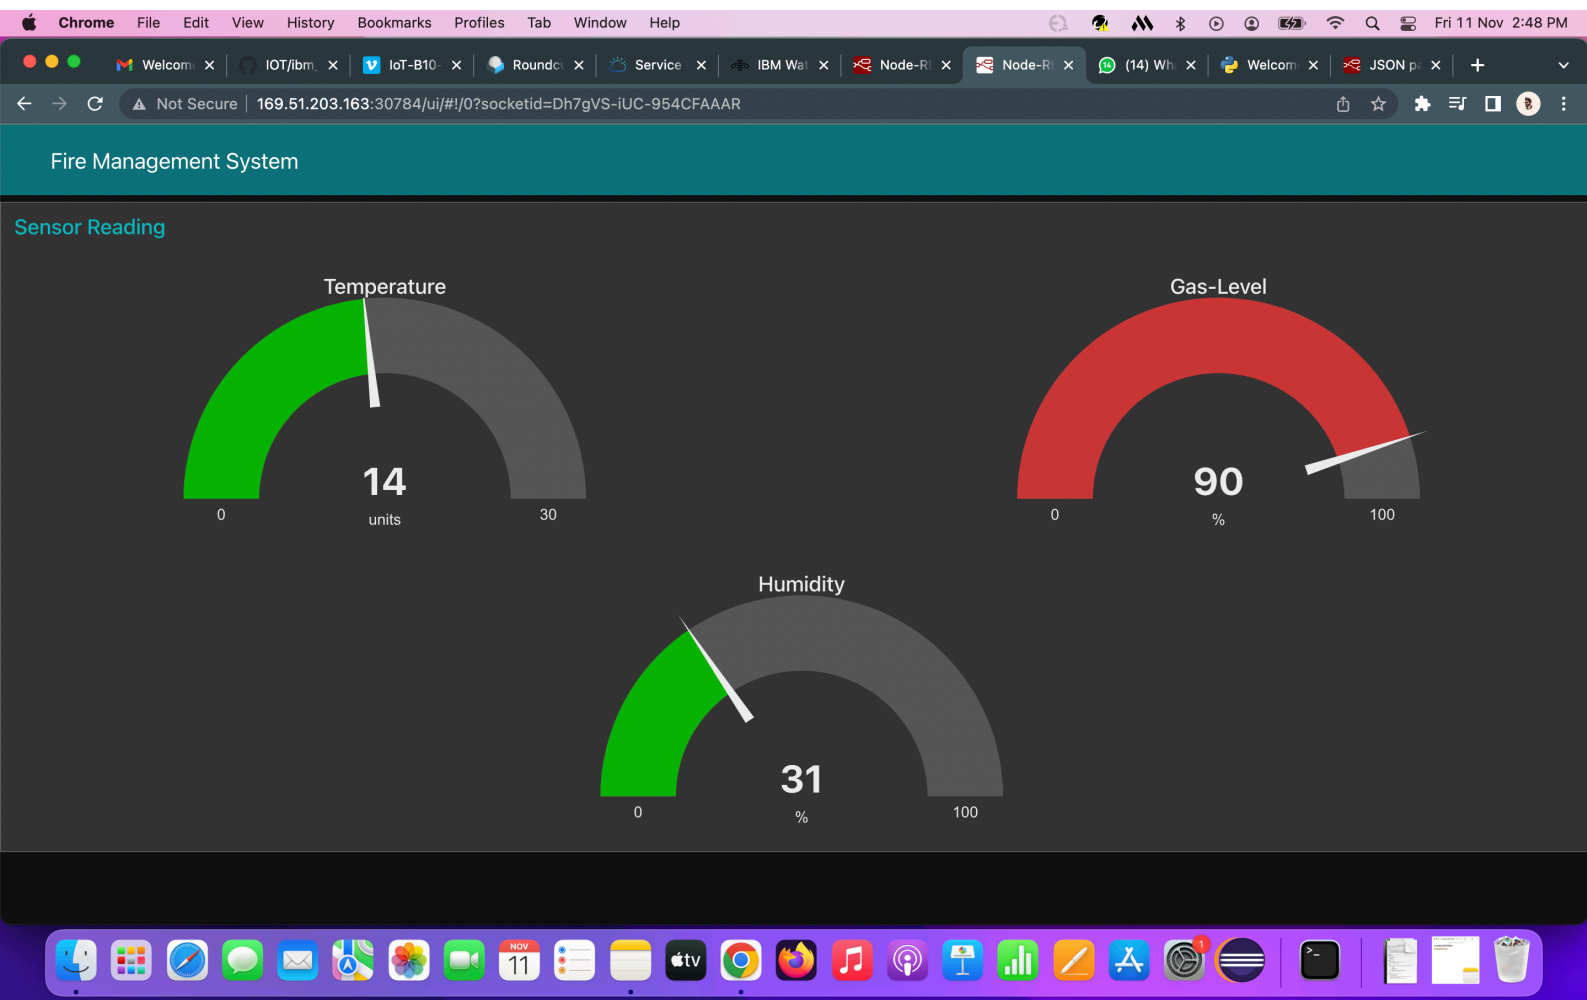 Chrome File Edit View History Bookmarks Profiles Tab Window Help Fri 11 Nov 2:48 PM
Welcom IOT/ibm_ IoT-B10- Roundc Service IBM Wat Node-R Node-R (14) Wh Welcom JSON p
Not Secure 169.51.203.163:30784/ui/#!/0?socketid=Dh7gVS-iUC-954CFAAAR
Fire Management System
Sensor Reading
Temperature
14
units
0 30
Gas-Level
90
%
0 100
Humidity
31
%
0 100
NOV
11
tv
1